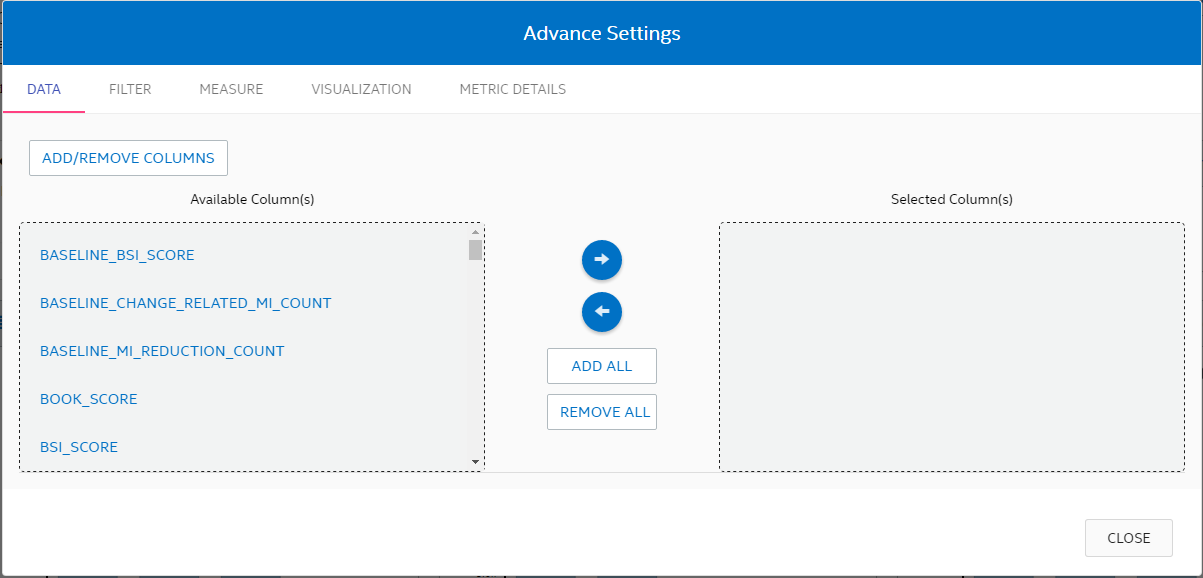 Advance Settings
DATA FILTER MEASURE VISUALIZATION METRIC DETAILS
ADD/REMOVE COLUMNS
Available Column(s) Selected Column(s)
BASELINE_BSI_SCORE
BASELINE_CHANGE_RELATED_MI_COUNT
BASELINE_MI_REDUCTION_COUNT
ADD ALL
BOOK_SCORE
REMOVE ALL
BSI_SCORE
CLOSE